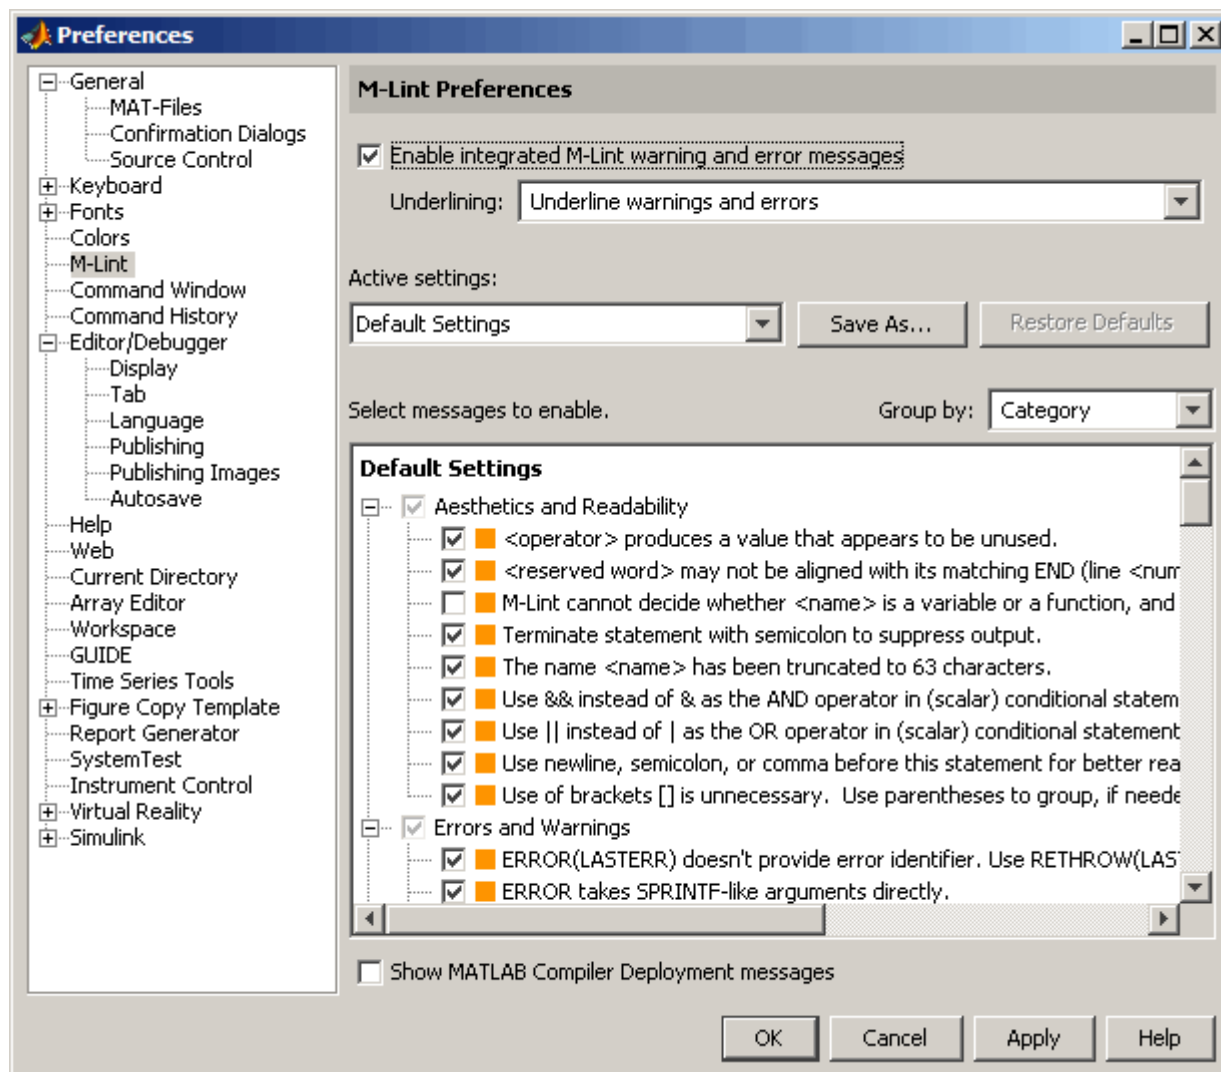 Preferences
General
MAT-Files
Confirmation Dialogs
Source Control
Keyboard
Fonts
Colors
M-Lint
Command Window
Command History
Editor/Debugger
Display
Tab
Language
Publishing
Publishing Images
Autosave
Help
Web
Current Directory
Array Editor
Workspace
GUIDE
Time Series Tools
Figure Copy Template
Report Generator
SystemTest
Instrument Control
Virtual Reality
Simulink
M-Lint Preferences
Enable integrated M-Lint warning and error messages
Underlining: Underline warnings and errors
Active settings:
Default Settings Save As... Restore Defaults
Select messages to enable. Group by: Category
Default Settings
Aesthetics and Readability
<operator> produces a value that appears to be unused.
<reserved word> may not be aligned with its matching END (line <num
M-Lint cannot decide whether <name> is a variable or a function, and
Terminate statement with semicolon to suppress output.
The name <name> has been truncated to 63 characters.
Use && instead of & as the AND operator in (scalar) conditional statem
Use || instead of | as the OR operator in (scalar) conditional statement
Use newline, semicolon, or comma before this statement for better rea
Use of brackets [] is unnecessary. Use parentheses to group, if neede
Errors and Warnings
ERROR(LASTERR) doesn't provide error identifier. Use RETHROW(LAS
ERROR takes SPRINTF-like arguments directly.
Show MATLAB Compiler Deployment messages
OK Cancel Apply Help